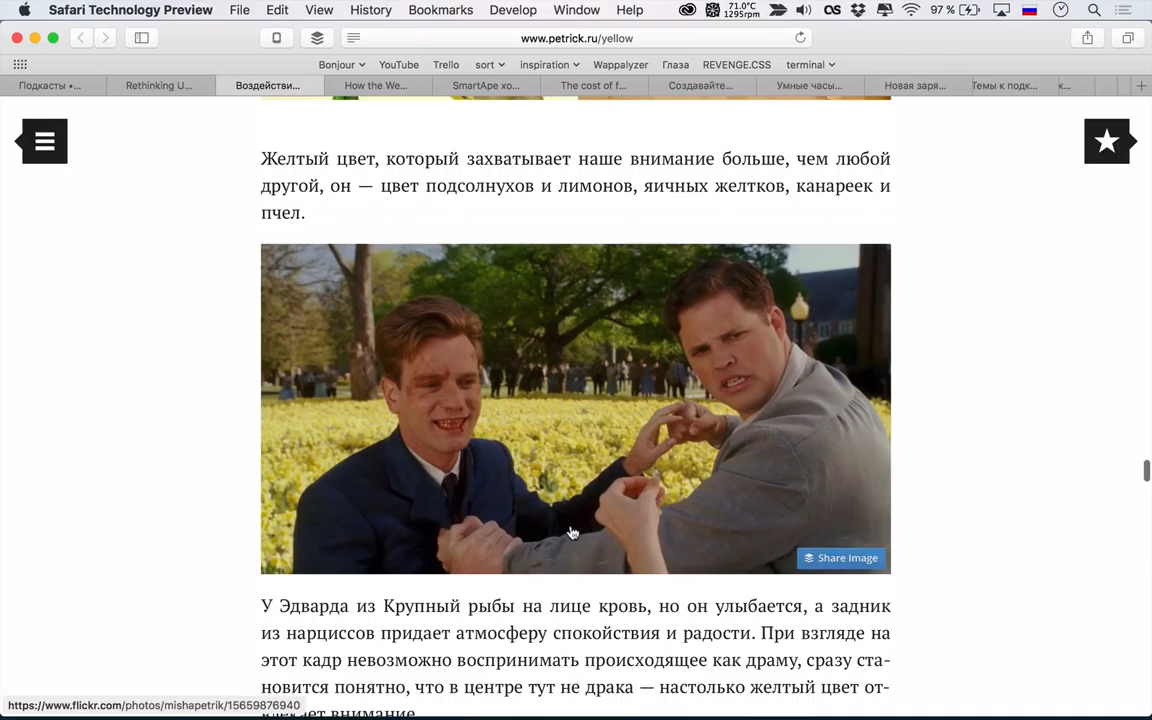 Safari Technology Preview File Edit View History Bookmarks Develop Window Help 71.0°C 1295rpm 97 %
www.petrick.ru/yellow
Bonjour YouTube Trello sort inspiration Wappalyzer Глаза REVENGE.CSS terminal
Подкасты •... Rethinking U... Воздействи... How the We... SmartApe хо... The cost of f... Создавайте... Умные часы... Новая заря... Темы к подк... к...
Желтый цвет, который захватывает наше внимание больше, чем любой
другой, он — цвет подсолнухов и лимонов, яичных желтков, канареек и
пчел.
Share Image
У Эдварда из Крупный рыбы на лице кровь, но он улыбается, а задник
из нарциссов придает атмосферу спокойствия и радости. При взгляде на
этот кадр невозможно воспринимать происходящее как драму, сразу ста-
новится понятно, что в центре тут не драка — настолько желтый цвет от-
https://www.flickr.com/photos/mishapetrik/15659876940
влекает внимание.